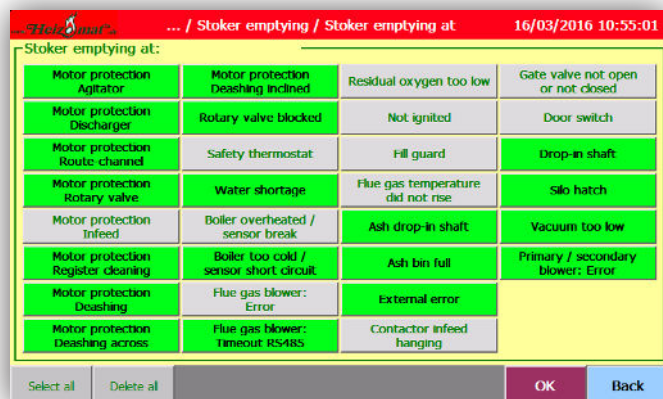 Heizomat
... / Stoker emptying / Stoker emptying at
16/03/2016 10:55:01
Stoker emptying at:
Motor protection
Agitator
Motor protection
Deashing inclined
Residual oxygen too low
Gate valve not open
or not closed
Motor protection
Discharger
Rotary valve blocked
Not ignited
Door switch
Motor protection
Route-channel
Safety thermostat
Fill guard
Drop-in shaft
Motor protection
Rotary valve
Water shortage
Flue gas temperature
did not rise
Silo hatch
Motor protection
Infeed
Boiler overheated /
sensor break
Ash drop-in shaft
Vacuum too low
Motor protection
Register cleaning
Boiler too cold /
sensor short circuit
Ash bin full
Primary / secondary
blower: Error
Motor protection
Deashing
Flue gas blower:
Error
External error
Motor protection
Deashing across
Flue gas blower:
Timeout RS485
Contactor infeed
hanging
Select all
Delete all
OK
Back